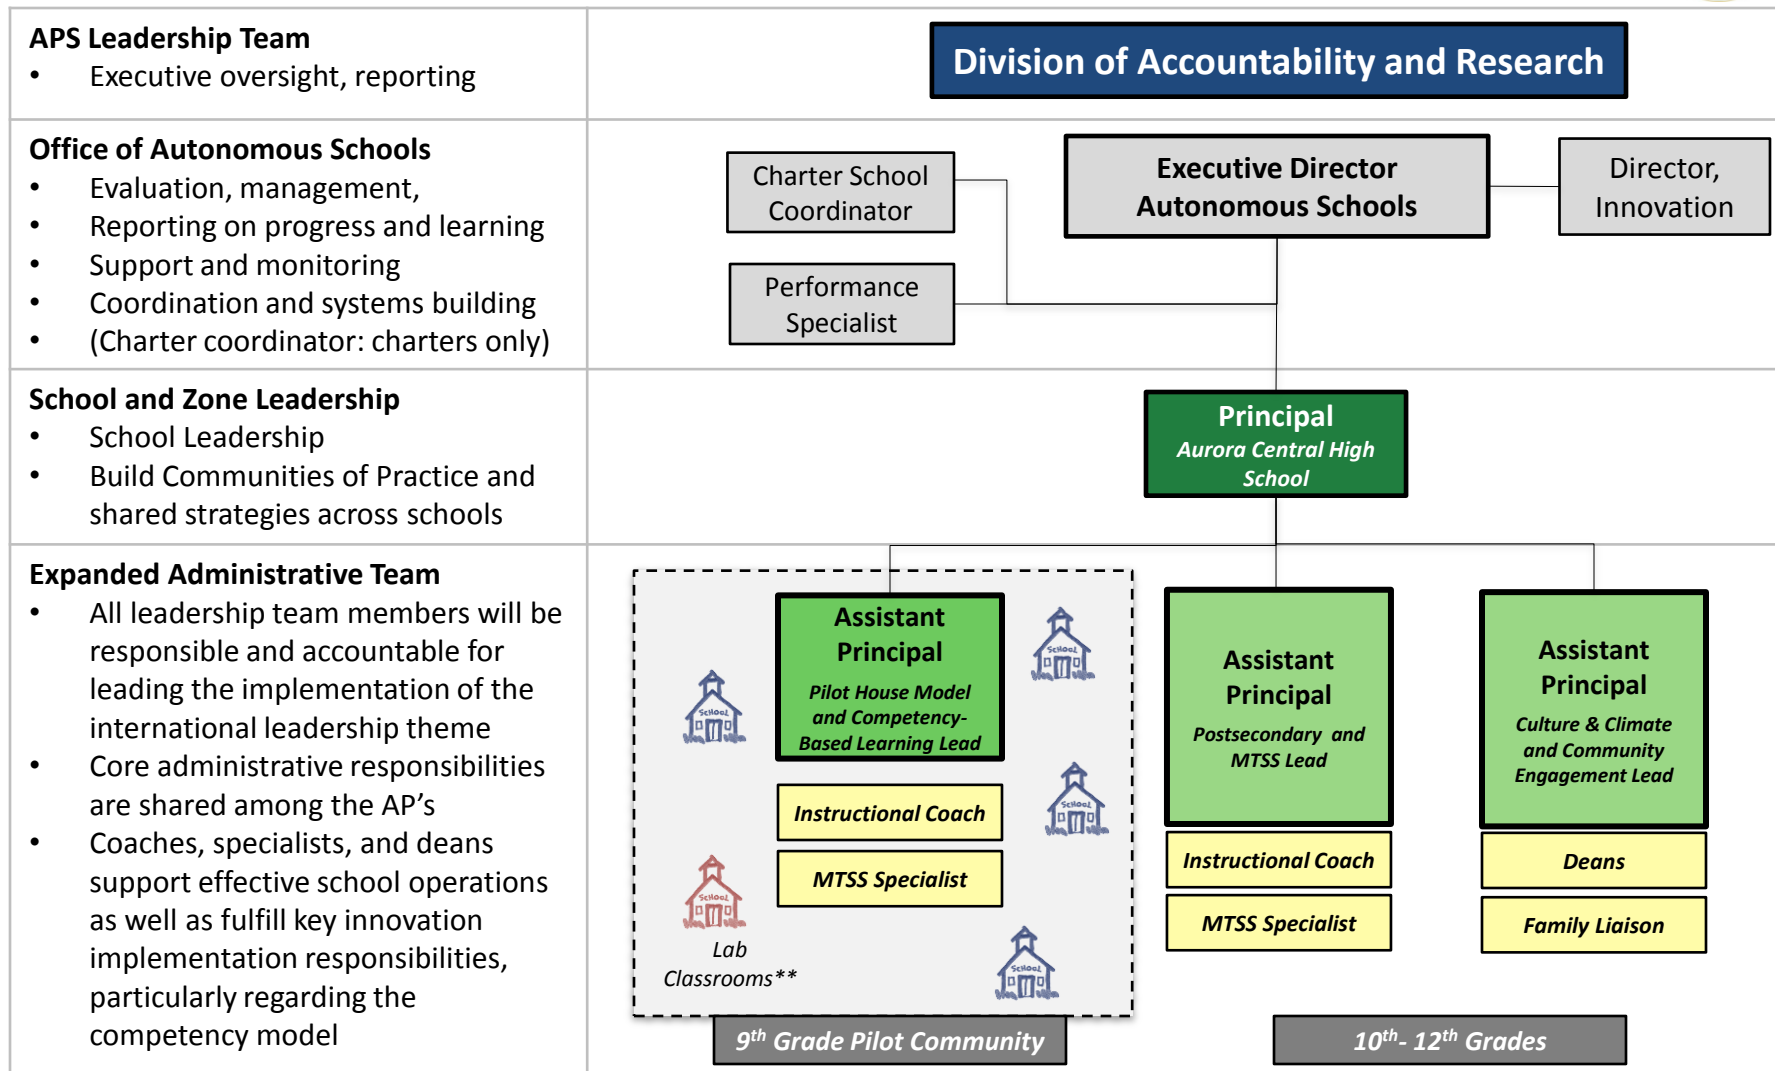 APS Leadership Team
• Executive oversight, reporting
Division of Accountability and Research
Office of Autonomous Schools
• Evaluation, management,
• Reporting on progress and learning
• Support and monitoring
• Coordination and systems building
• (Charter coordinator: charters only)
Charter School
Coordinator
Performance
Specialist
Executive Director
Autonomous Schools
Director,
Innovation
School and Zone Leadership
• School Leadership
• Build Communities of Practice and
shared strategies across schools
Principal
Aurora Central High
School
Expanded Administrative Team
• All leadership team members will be
responsible and accountable for
leading the implementation of the
international leadership theme
• Core administrative responsibilities
are shared among the AP’s
• Coaches, specialists, and deans
support effective school operations
as well as fulfill key innovation
implementation responsibilities,
particularly regarding the
competency model
Assistant
Principal
Pilot House Model
and Competency-
Based Learning Lead
Instructional Coach
MTSS Specialist
SCHOOL
SCHOOL
SCHOOL
SCHOOL
SCHOOL
Lab
Classrooms**
9th Grade Pilot Community
Assistant
Principal
Postsecondary and
MTSS Lead
Instructional Coach
MTSS Specialist
Assistant
Principal
Culture & Climate
and Community
Engagement Lead
Deans
Family Liaison
10th- 12th Grades